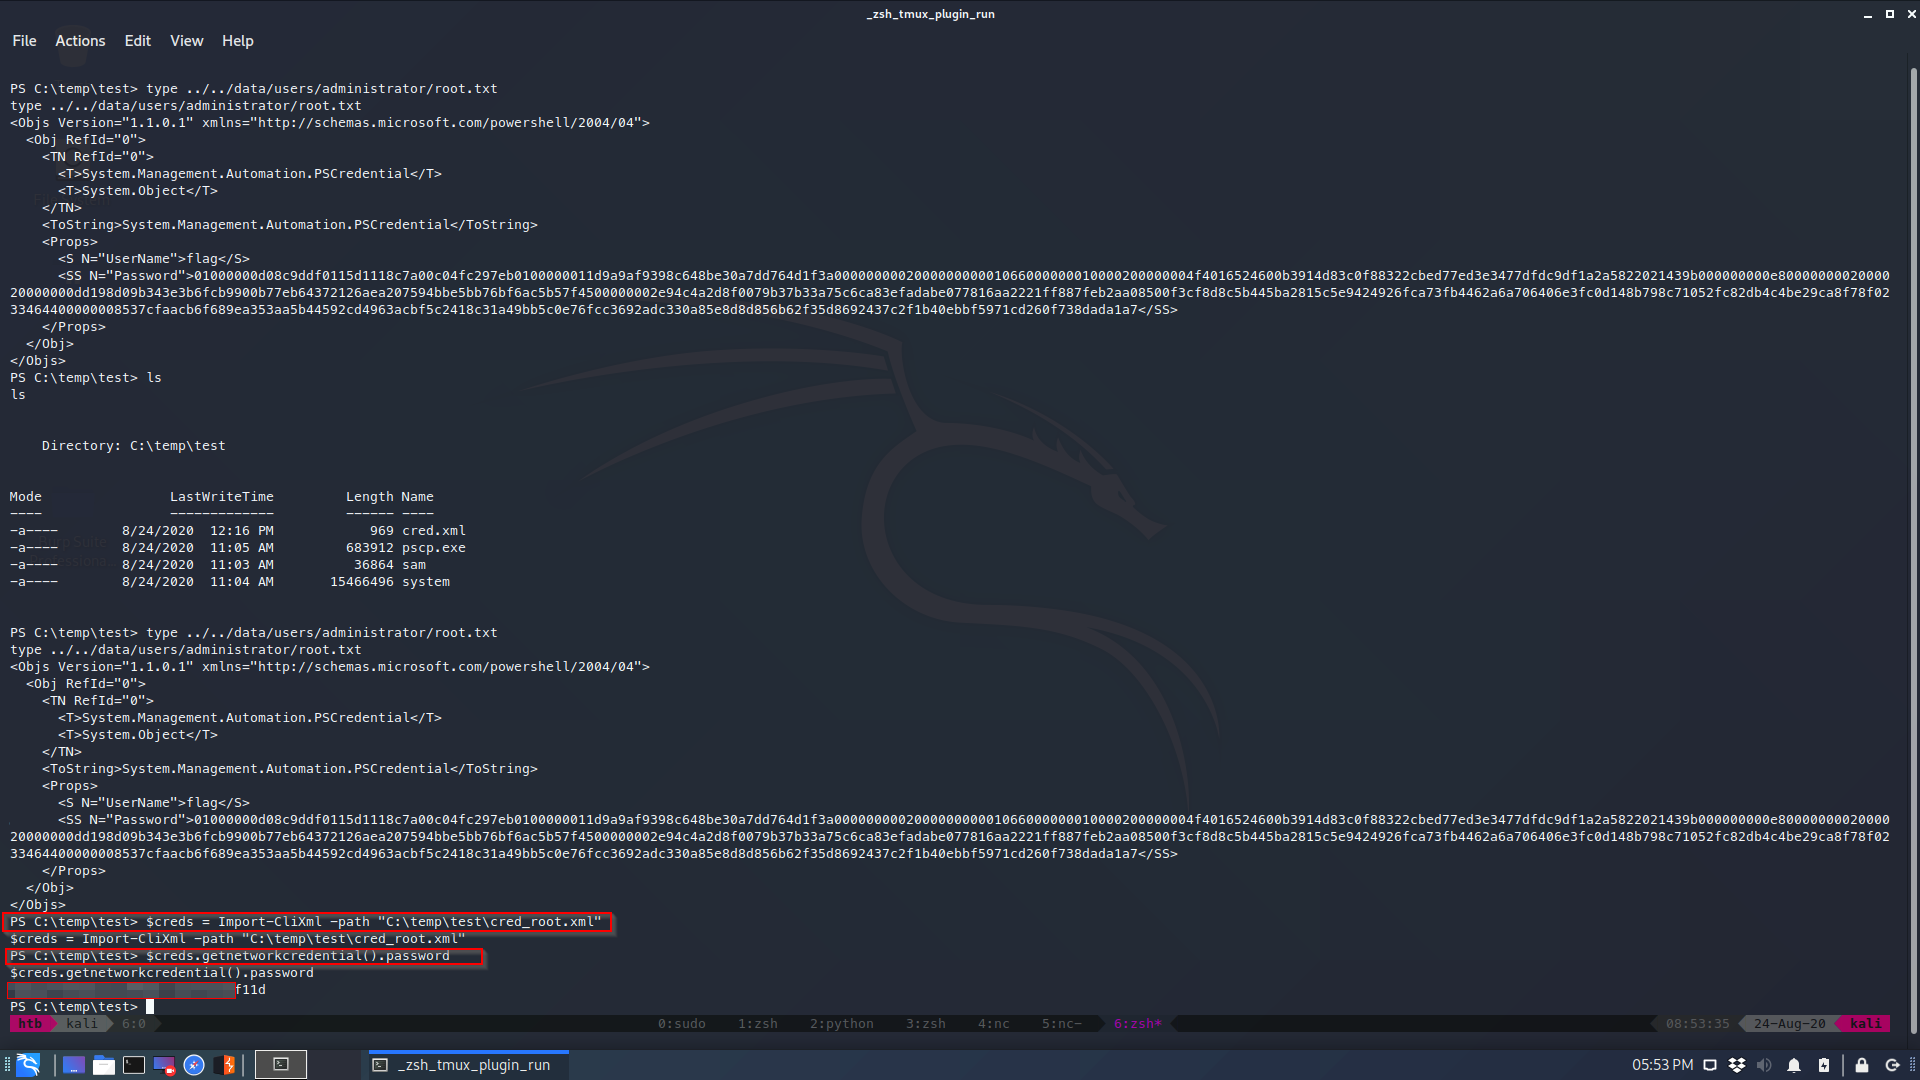 _zsh_tmux_plugin_run
File Actions Edit View Help
PS C:\temp\test> type ../../data/users/administrator/root.txt
type ../../data/users/administrator/root.txt
<Objs Version="1.1.0.1" xmlns="http://schemas.microsoft.com/powershell/2004/04">
  <Obj RefId="0">
    <TN RefId="0">
      <T>System.Management.Automation.PSCredential</T>
      <T>System.Object</T>
    </TN>
    <ToString>System.Management.Automation.PSCredential</ToString>
    <Props>
      <S N="UserName">flag</S>
      <SS N="Password">01000000d08c9ddf0115d1118c7a00c04fc297eb0100000011d9a9af9398c648be30a7dd764d1f3a000000000200000000001066000000010000200000004f4016524600b3914d83c0f88322cbed77ed3e3477dfdc9df1a2a5822021439b000000000e8000000002000020000000dd198d09b343e3b6fcb9900b77eb64372126aea207594bbe5bb76bf6ac5b57f4500000002e94c4a2d8f0079b37b33a75c6ca83efadabe077816aa2221ff887feb2aa08500f3cf8d8c5b445ba2815c5e9424926fca73fb4462a6a706406e3fc0d148b798c71052fc82db4c4be29ca8f78f0233464400000008537cfaacb6f689ea353aa5b44592cd4963acbf5c2418c31a49bb5c0e76fcc3692adc330a85e8d8d856b62f35d8692437c2f1b40ebbf5971cd260f738dada1a7</SS>
    </Props>
  </Obj>
</Objs>
PS C:\temp\test> ls
ls
    Directory: C:\temp\test
Mode                LastWriteTime         Length Name
----                -------------         ------ ----
-a----        8/24/2020  12:16 PM            969 cred.xml
-a----        8/24/2020  11:05 AM         683912 pscp.exe
-a----        8/24/2020  11:03 AM          36864 sam
-a----        8/24/2020  11:04 AM       15466496 system
PS C:\temp\test> type ../../data/users/administrator/root.txt
type ../../data/users/administrator/root.txt
<Objs Version="1.1.0.1" xmlns="http://schemas.microsoft.com/powershell/2004/04">
  <Obj RefId="0">
    <TN RefId="0">
      <T>System.Management.Automation.PSCredential</T>
      <T>System.Object</T>
    </TN>
    <ToString>System.Management.Automation.PSCredential</ToString>
    <Props>
      <S N="UserName">flag</S>
      <SS N="Password">01000000d08c9ddf0115d1118c7a00c04fc297eb0100000011d9a9af9398c648be30a7dd764d1f3a000000000200000000001066000000010000200000004f4016524600b3914d83c0f88322cbed77ed3e3477dfdc9df1a2a5822021439b000000000e8000000002000020000000dd198d09b343e3b6fcb9900b77eb64372126aea207594bbe5bb76bf6ac5b57f4500000002e94c4a2d8f0079b37b33a75c6ca83efadabe077816aa2221ff887feb2aa08500f3cf8d8c5b445ba2815c5e9424926fca73fb4462a6a706406e3fc0d148b798c71052fc82db4c4be29ca8f78f0233464400000008537cfaacb6f689ea353aa5b44592cd4963acbf5c2418c31a49bb5c0e76fcc3692adc330a85e8d8d856b62f35d8692437c2f1b40ebbf5971cd260f738dada1a7</SS>
    </Props>
  </Obj>
</Objs>
PS C:\temp\test> $creds = Import-CliXml -path "C:\temp\test\cred_root.xml"
$creds = Import-CliXml -path "C:\temp\test\cred_root.xml"
PS C:\temp\test> $creds.getnetworkcredential().password
$creds.getnetworkcredential().password
f11d
PS C:\temp\test>
htb kali 6:0 0:sudo 1:zsh 2:python 3:zsh 4:nc 5:nc- 6:zsh* 08:53:35 24-Aug-20 kali
_zsh_tmux_plugin_run 05:53 PM